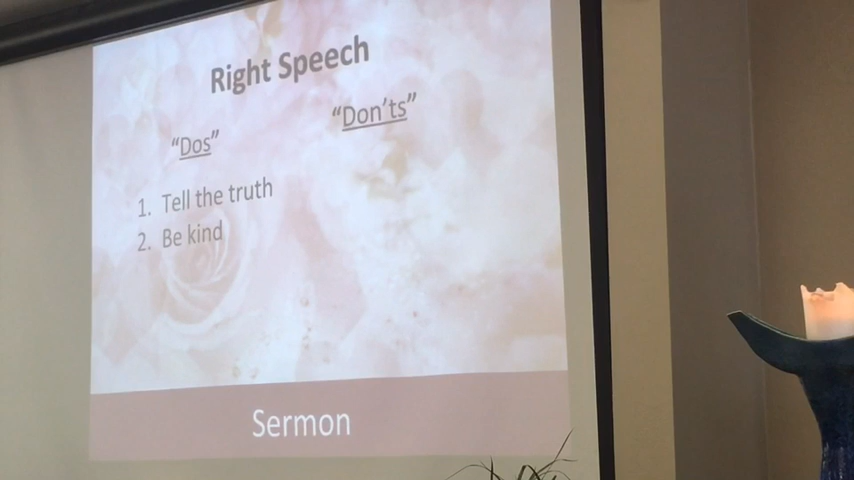 Right Speech
"Dos"
"Don'ts"
1. Tell the truth
2. Be kind
Sermon